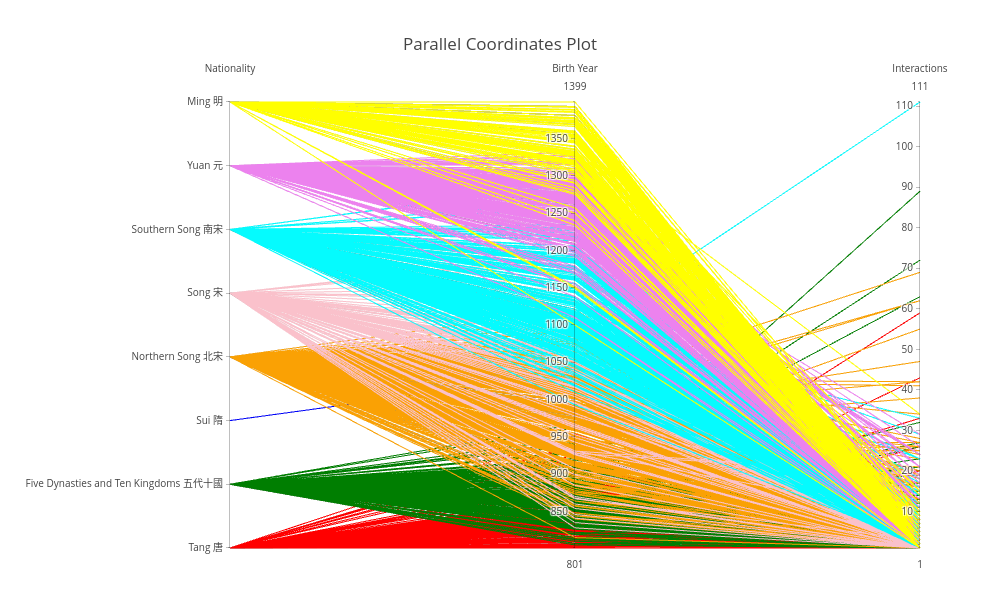 Parallel Coordinates Plot
Nationality
Birth Year
Interactions
1399
111
Ming 明
Yuan 元
Southern Song 南宋
Song 宋
Northern Song 北宋
Sui 隋
Five Dynasties and Ten Kingdoms 五代十國
Tang 唐
1350
1300
1250
1200
1150
1100
1050
1000
950
900
850
801
110
100
90
80
70
60
50
40
30
20
10
1